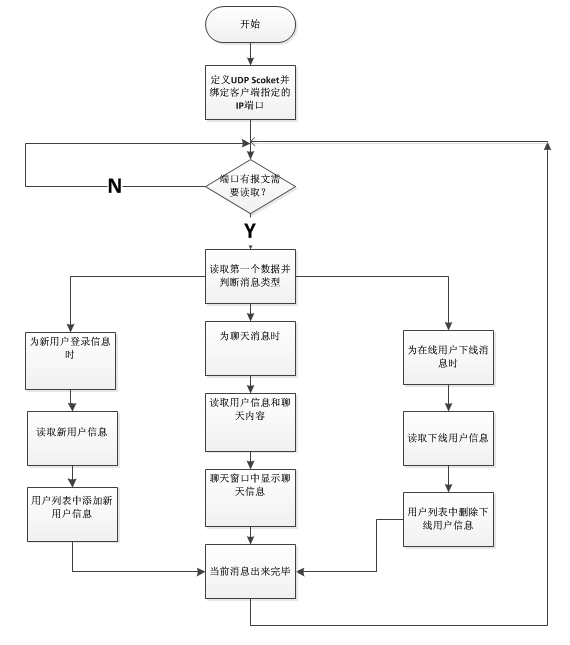 开始
定义UDP Scoket并
绑定客户端指定的
IP端口
端口有报文需
要读取?
N
Y
读取第一个数据并
判断消息类型
为新用户登录信息
时
为聊天消息时
为在线用户下线消
息时
读取新用户信息
读取用户信息和聊
天内容
读取下线用户信息
用户列表中添加新
用户信息
聊天窗口中显示聊
天信息
用户列表中删除下
线用户信息
当前消息出来完毕